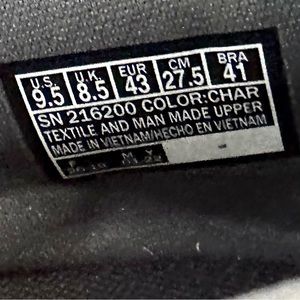 U.S. U.K. EUR CM BRA
9.5 8.5 43 27.5 41
SN 216200 COLOR:CHAR
TEXTILE AND MAN MADE UPPER
MADE IN VIETNAM/HECHO EN VIETNAM